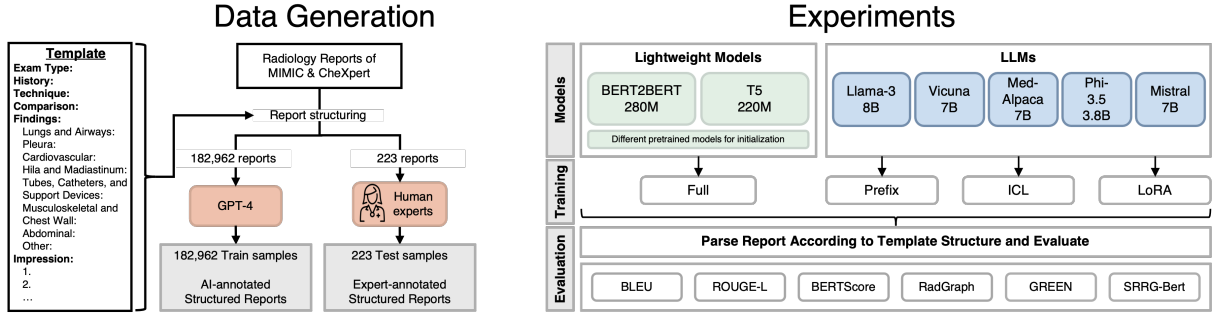 Data Generation
Template
Exam Type:
History:
Technique:
Comparison:
Findings:
Lungs and Airways:
Pleura:
Cardiovascular:
Hila and Madiastinum:
Tubes, Catheters, and
Support Devices:
Musculoskeletal and
Chest Wall:
Abdominal:
Other:
Impression:
1.
2.
...
Radiology Reports of
MIMIC & CheXpert
Report structuring
182,962 reports
223 reports
GPT-4
Human
experts
182,962 Train samples
AI-annotated
Structured Reports
223 Test samples
Expert-annotated
Structured Reports
Experiments
Models
Lightweight Models
BERT2BERT
280M
T5
220M
Different pretrained models for initialization
LLMs
Llama-3
8B
Vicuna
7B
Med-
Alpaca
7B
Phi-
3.5
3.8B
Mistral
7B
Training
Full
Prefix
ICL
LoRA
Evaluation
Parse Report According to Template Structure and Evaluate
BLEU
ROUGE-L
BERTScore
RadGraph
GREEN
SRRG-Bert